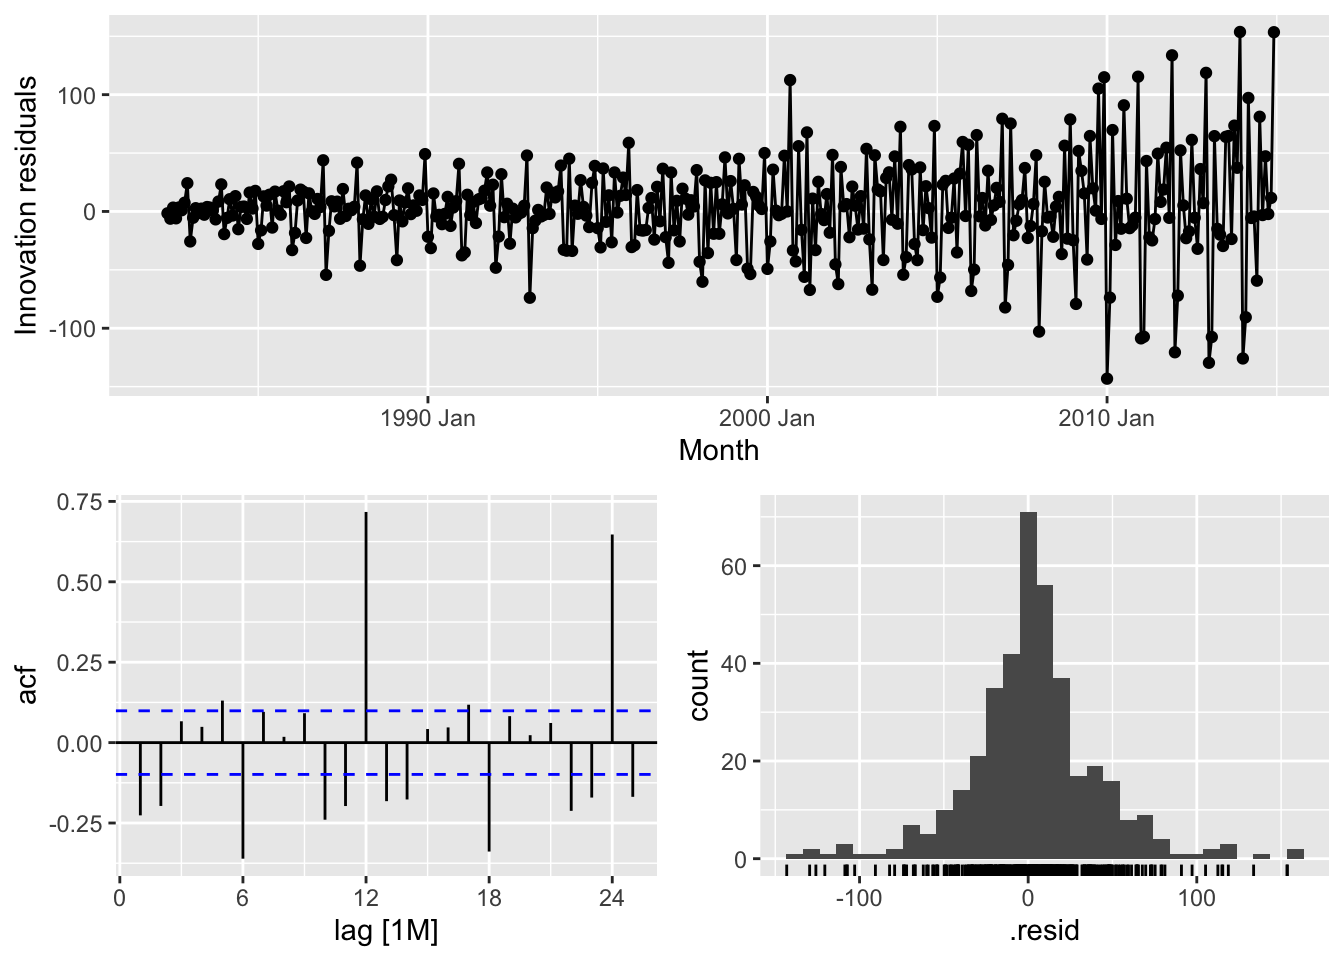 Innovation residuals
100
0
-100
1990 Jan 2000 Jan 2010 Jan
Month
acf
0.75
0.50
0.25
0.00
-0.25
0 6 12 18 24
lag [1M]
count
60
40
20
0
-100 0 100
.resid